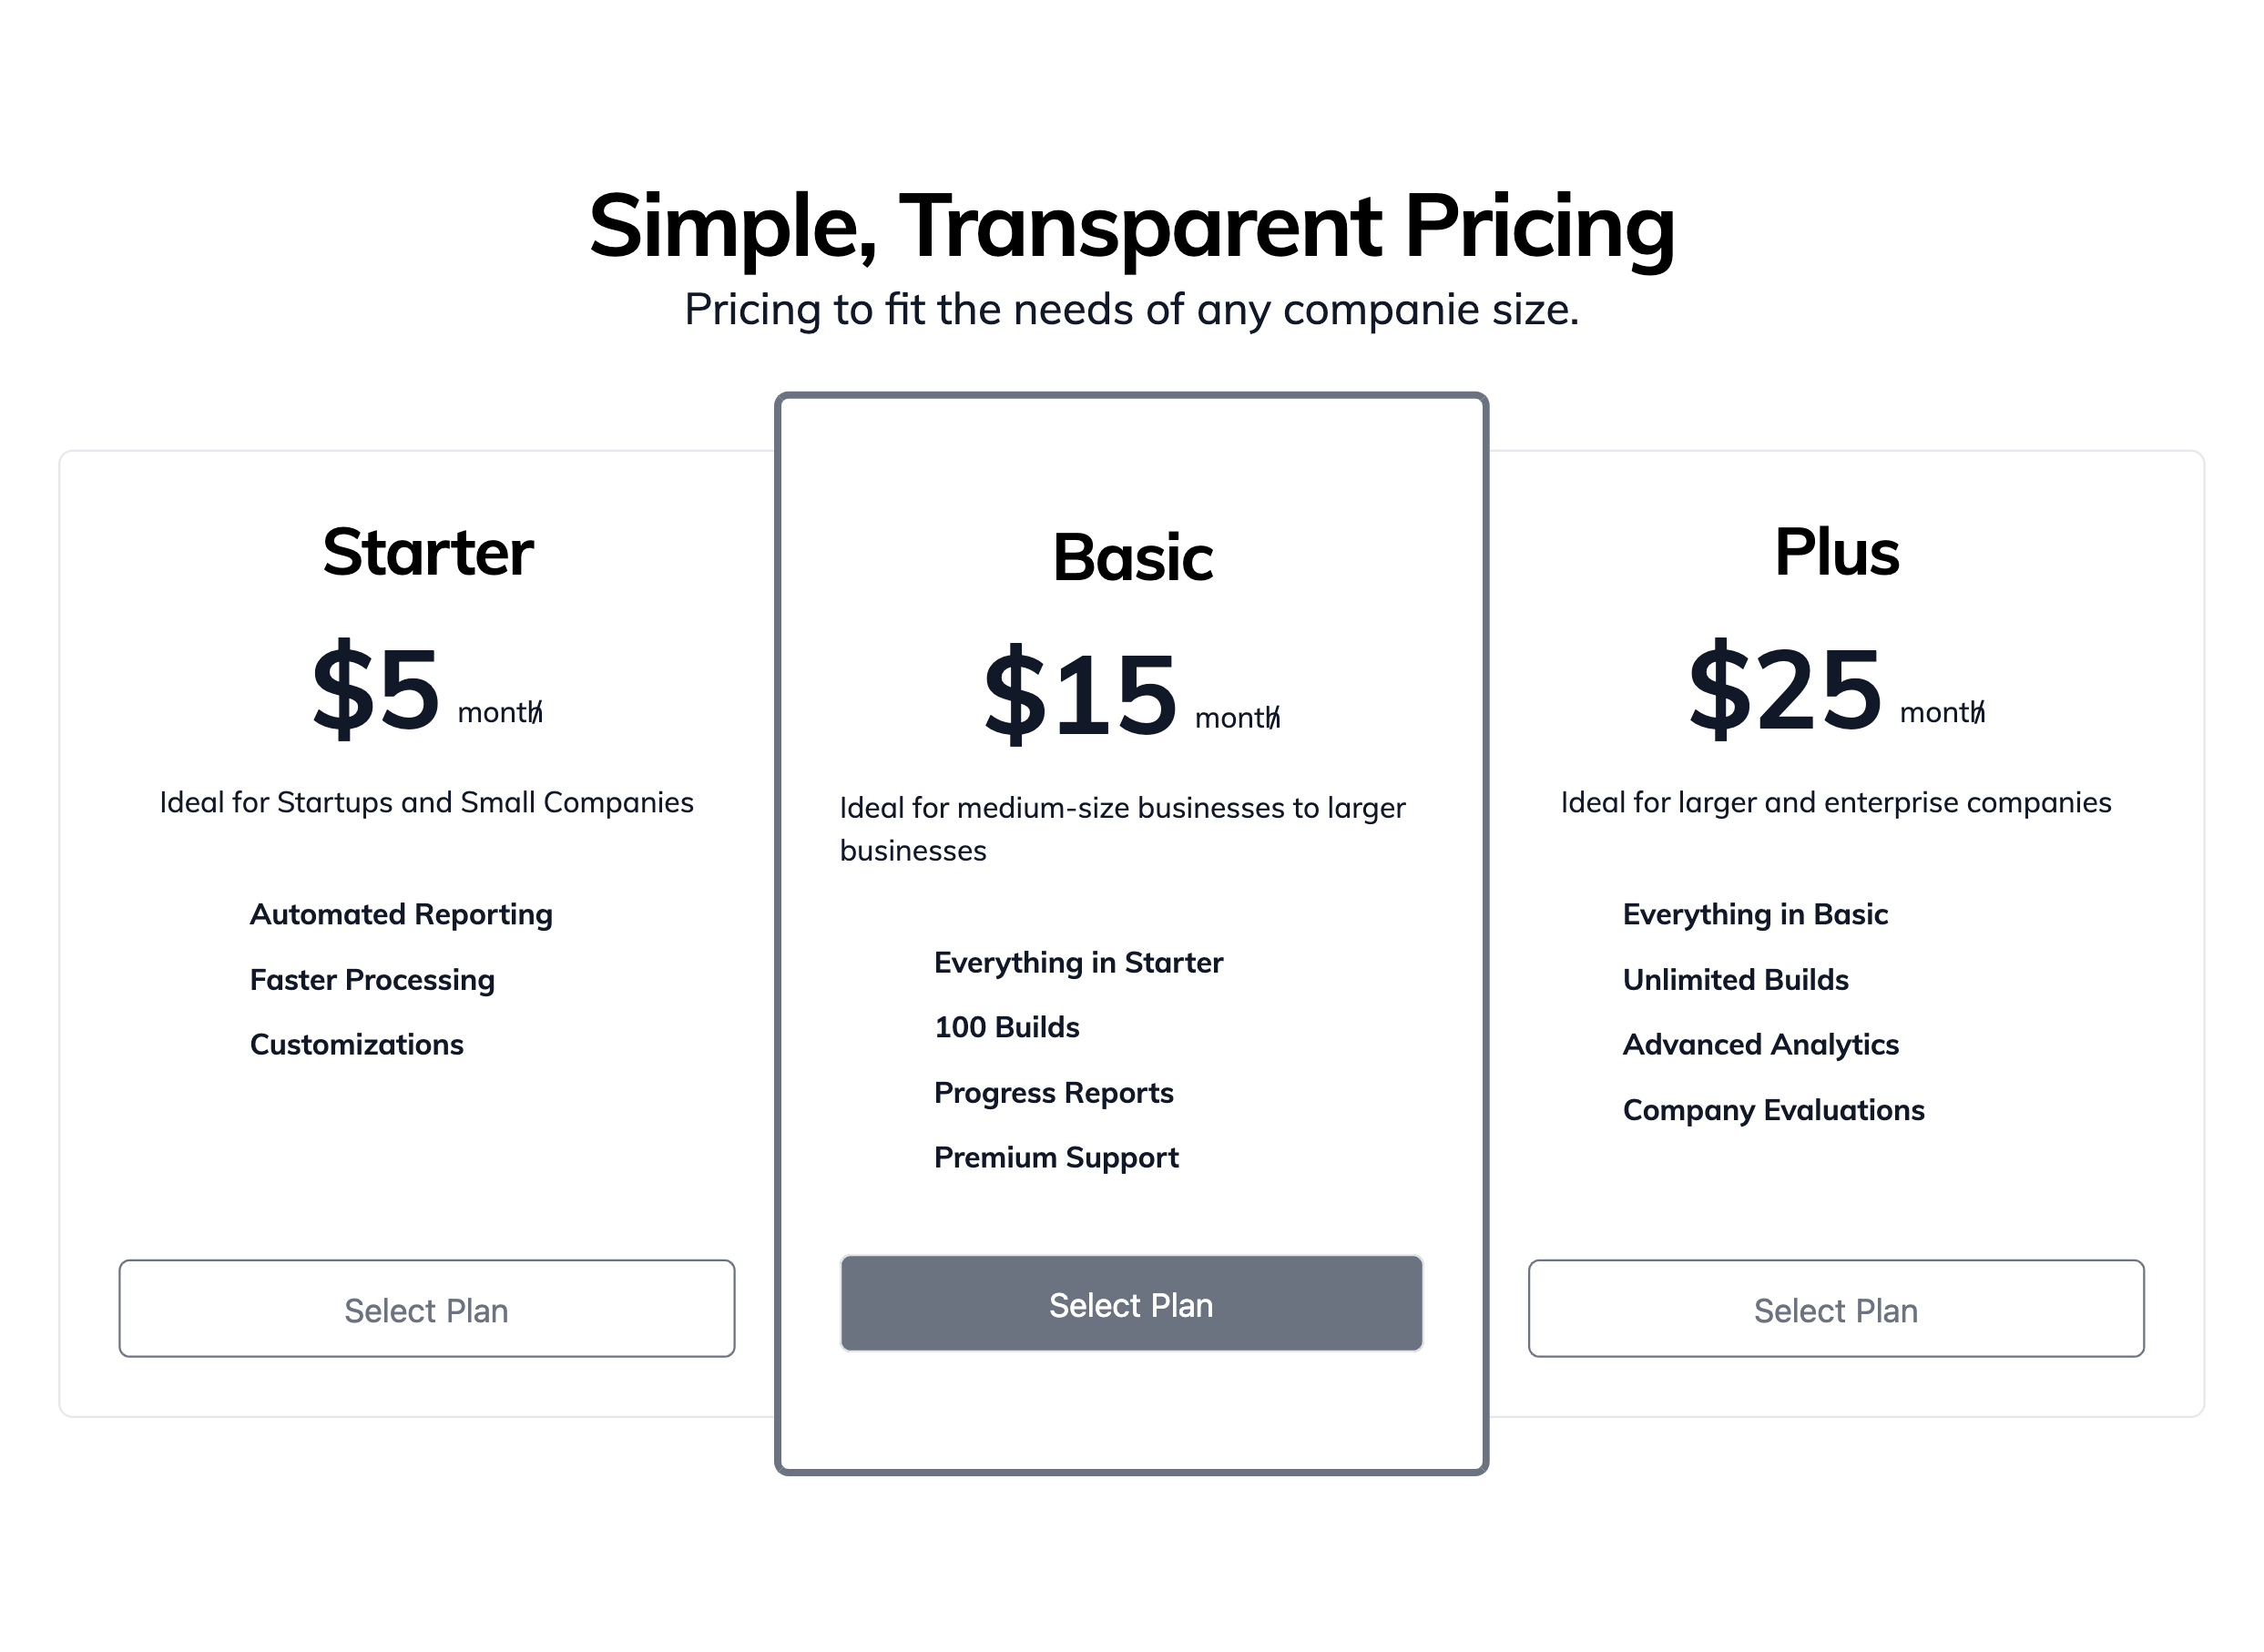 Simple, Transparent Pricing
Pricing to fit the needs of any companie size.
Starter
$5 month/
Ideal for Startups and Small Companies
Automated Reporting
Faster Processing
Customizations
Select Plan
Basic
$15 month/
Ideal for medium-size businesses to larger
businesses
Everything in Starter
100 Builds
Progress Reports
Premium Support
Select Plan
Plus
$25 month/
Ideal for larger and enterprise companies
Everything in Basic
Unlimited Builds
Advanced Analytics
Company Evaluations
Select Plan